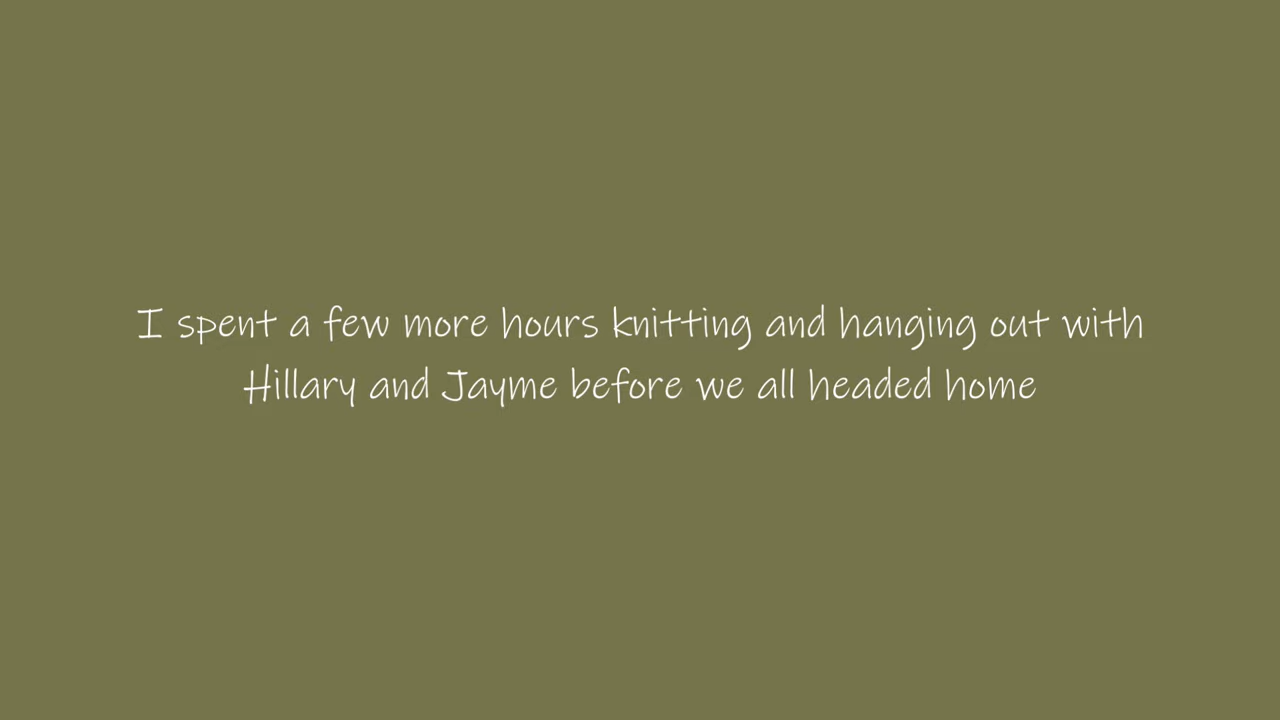 I spent a few more hours knitting and hanging out with
Hillary and Jayme before we all headed home